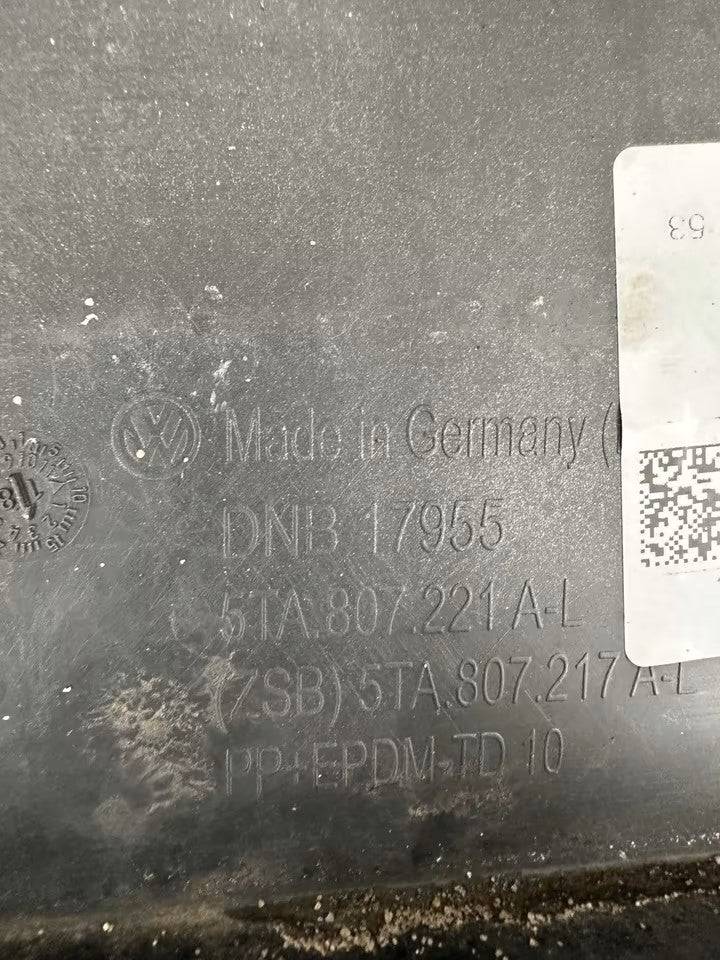 53
Made in Germany (
DNB 17955
5TA.807.221 A-L
(ZSB) 5TA.807.217 A-L
PP+EPDM-TD 10